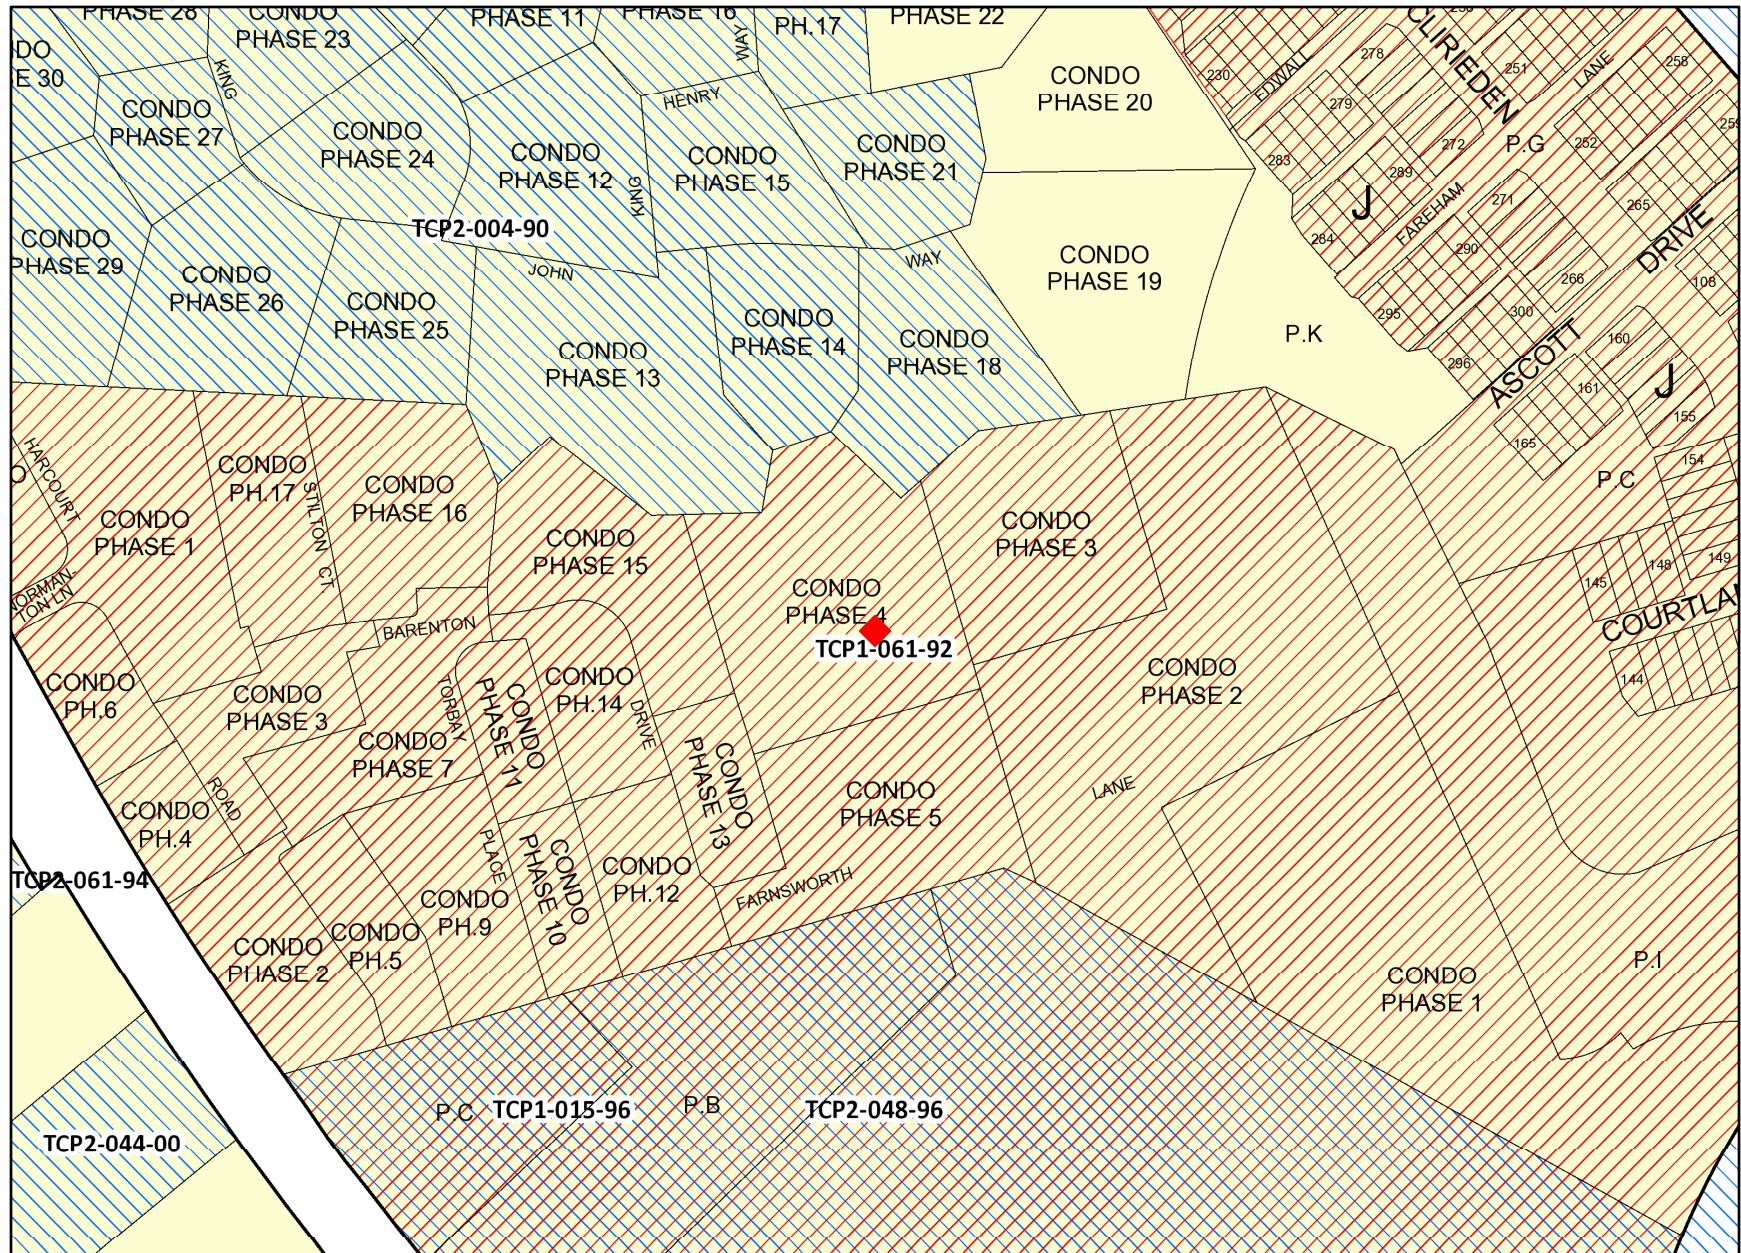 PHASE 28
CONDO
PHASE 23
PHASE 11
PHASE 16
WAY
PH.17
PHASE 22
E 30
KING
CONDO
PHASE 27
CONDO
PHASE 24
CONDO
PHASE 12
HENRY
KING
CONDO
PHASE 15
CONDO
PHASE 21
CONDO
PHASE 20
CONDO
PHASE 29
CONDO
PHASE 26
CONDO
PHASE 25
TCP2-004-90
JOHN
WAY
CONDO
PHASE 13
CONDO
PHASE 14
CONDO
PHASE 18
CONDO
PHASE 19
P.K
230
EDWALL
278
CLIRIEDEN
251
LANE
258
279
272
P.G
252
283
289
J
FAREHAM
271
265
284
290
DRIVE
266
108
295
300
296
ASCOTT
160
161
J
155
165
154
P.C
145
148
149
COURTLA
144
HARCOURT
CONDO
PHASE 1
CONDO
PH.17
STILTON CT
CONDO
PHASE 16
CONDO
PHASE 15
CONDO
PHASE 4
TCP1-061-92
CONDO
PHASE 3
CONDO
PHASE 2
NORMAN-
TON LN
BARENTON
CONDO
PH.6
CONDO
PHASE 3
CONDO
PHASE 7
TORBAY
CONDO
PHASE 11
CONDO
PH.14
DRIVE
CONDO
PHASE 13
CONDO
PHASE 5
LANE
ROAD
CONDO
PH.4
PLACE
CONDO
PHASE 10
CONDO
PH.12
FARNSWORTH
TCP2-061-94
CONDO
PH.9
CONDO
PH.5
CONDO
PHASE 2
P.I
CONDO
PHASE 1
P.C
TCP1-015-96
P.B
TCP2-048-96
TCP2-044-00